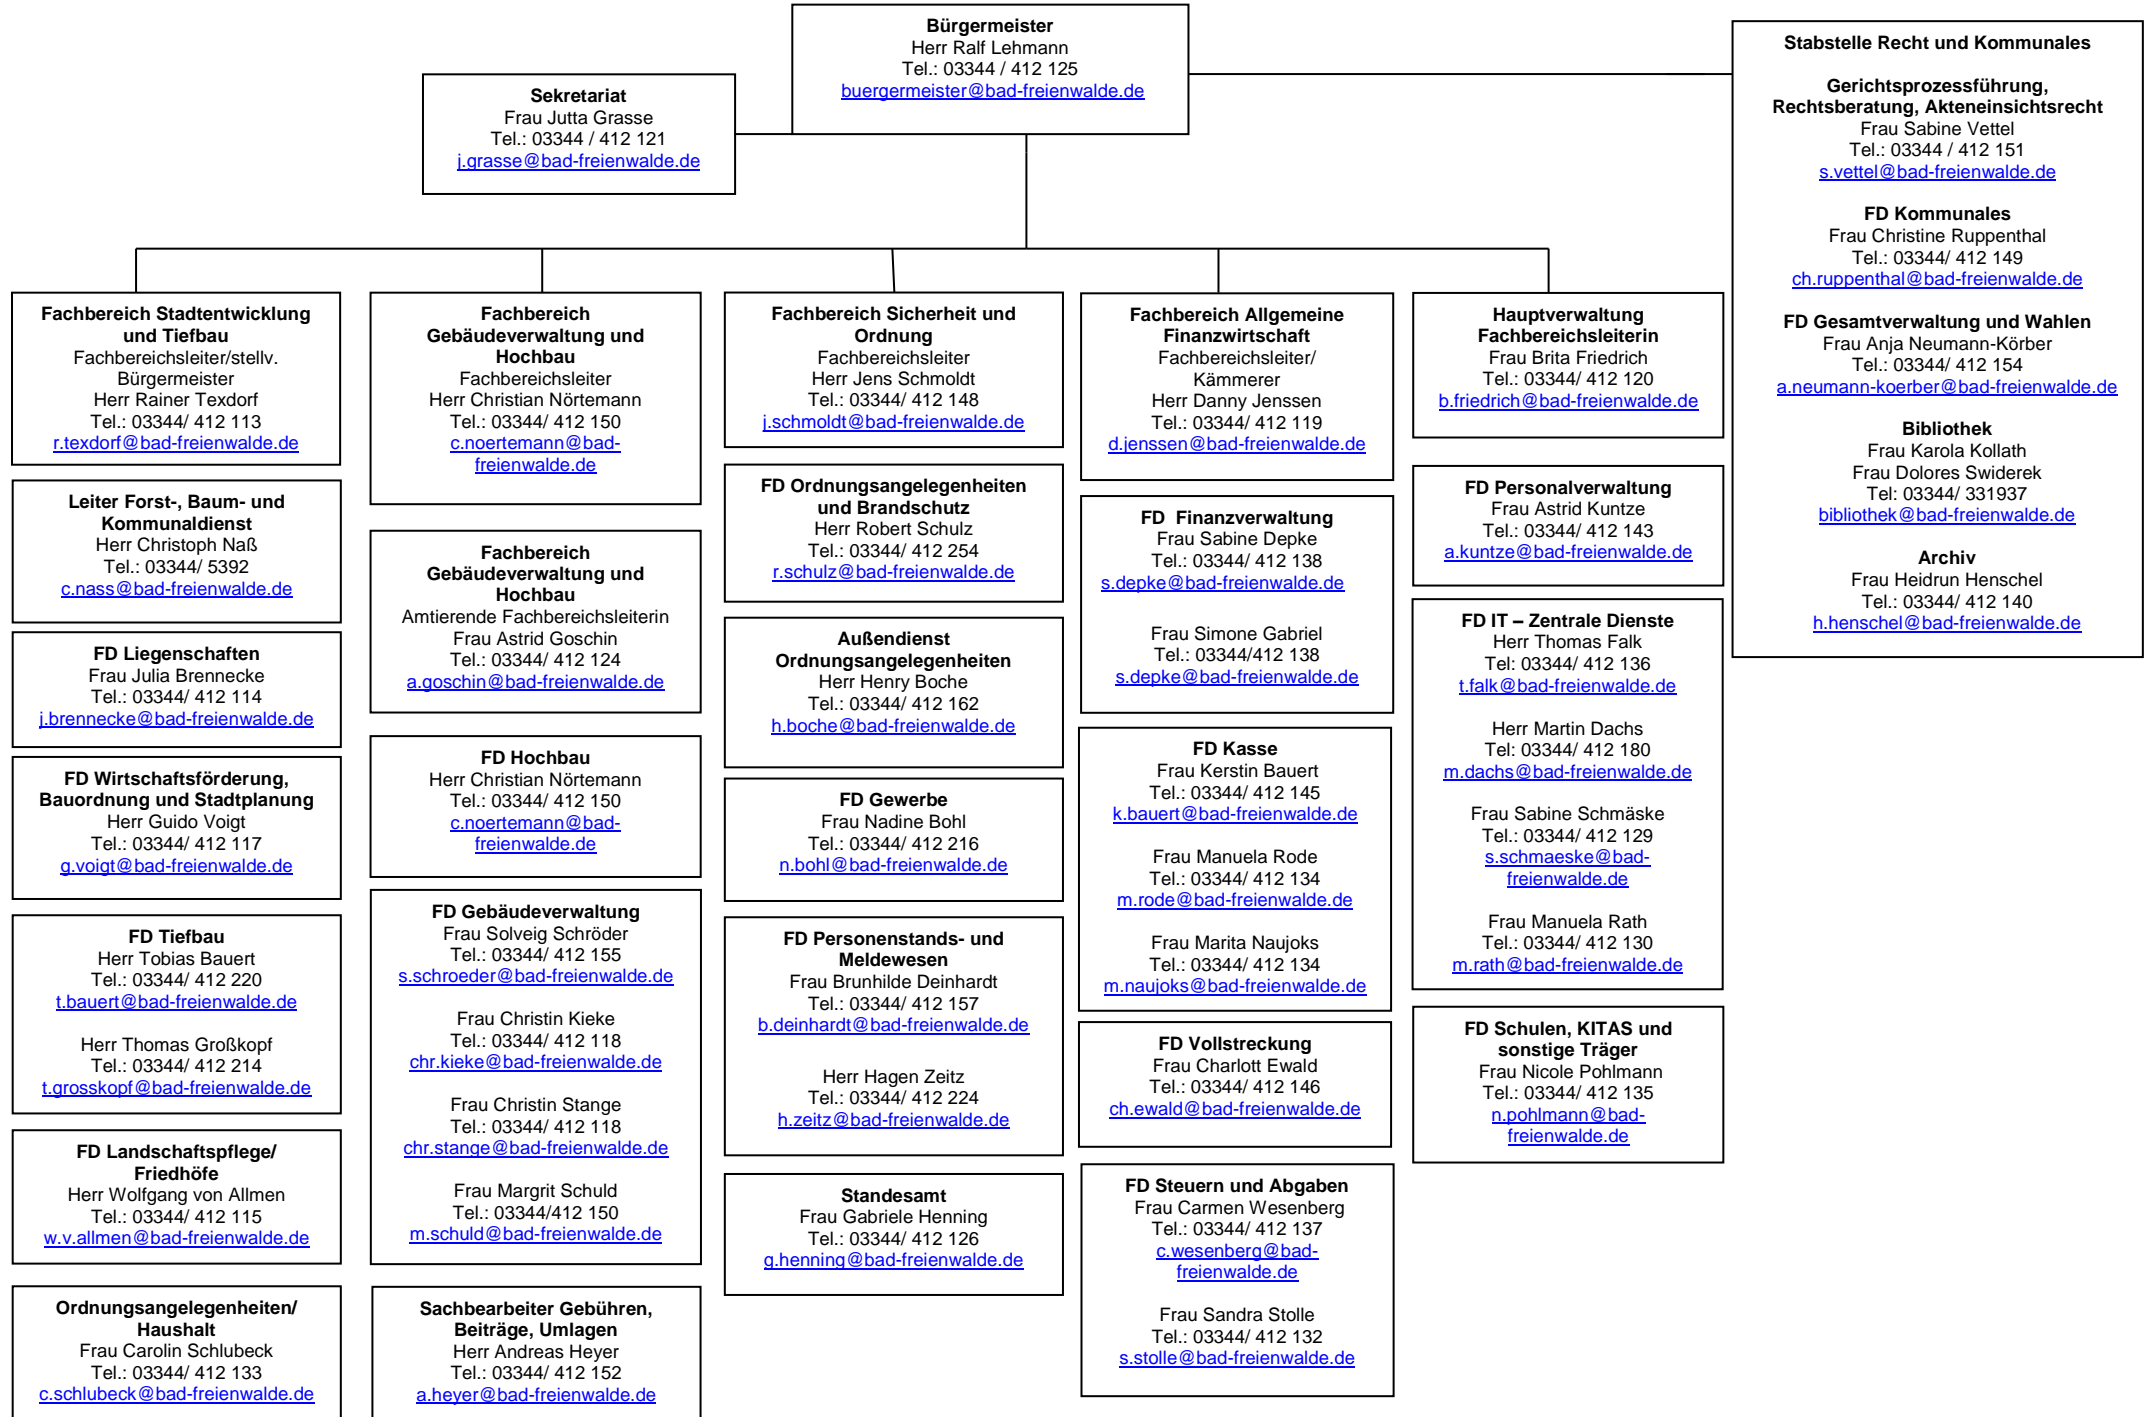 Bürgermeister
Herr Ralf Lehmann
Tel.: 03344 / 412 125
buergermeister@bad-freienwalde.de
Sekretariat
Frau Jutta Grasse
Tel.: 03344 / 412 121
j.grasse@bad-freienwalde.de
Stabstelle Recht und Kommunales
Gerichtsprozessführung,
Rechtsberatung, Akteneinsichtsrecht
Frau Sabine Vettel
Tel.: 03344 / 412 151
s.vettel@bad-freienwalde.de
FD Kommunales
Frau Christine Ruppenthal
Tel.: 03344/ 412 149
ch.ruppenthal@bad-freienwalde.de
FD Gesamtverwaltung und Wahlen
Frau Anja Neumann-Körber
Tel.: 03344/ 412 154
a.neumann-koerber@bad-freienwalde.de
Bibliothek
Frau Karola Kollath
Frau Dolores Swiderek
Tel: 03344/ 331937
bibliothek@bad-freienwalde.de
Archiv
Frau Heidrun Henschel
Tel.: 03344/ 412 140
h.henschel@bad-freienwalde.de
Fachbereich Stadtentwicklung
und Tiefbau
Fachbereichsleiter/stellv.
Bürgermeister
Herr Rainer Texdorf
Tel.: 03344/ 412 113
r.texdorf@bad-freienwalde.de
Leiter Forst-, Baum- und
Kommunaldienst
Herr Christoph Naß
Tel.: 03344/ 5392
c.nass@bad-freienwalde.de
FD Liegenschaften
Frau Julia Brennecke
Tel.: 03344/ 412 114
j.brennecke@bad-freienwalde.de
FD Wirtschaftsförderung,
Bauordnung und Stadtplanung
Herr Guido Voigt
Tel.: 03344/ 412 117
g.voigt@bad-freienwalde.de
FD Tiefbau
Herr Tobias Bauert
Tel.: 03344/ 412 220
t.bauert@bad-freienwalde.de
Herr Thomas Großkopf
Tel.: 03344/ 412 214
t.grosskopf@bad-freienwalde.de
FD Landschaftspflege/
Friedhöfe
Herr Wolfgang von Allmen
Tel.: 03344/ 412 115
w.v.allmen@bad-freienwalde.de
Ordnungsangelegenheiten/
Haushalt
Frau Carolin Schlubeck
Tel.: 03344/ 412 133
c.schlubeck@bad-freienwalde.de
Fachbereich
Gebäudeverwaltung und
Hochbau
Fachbereichsleiter
Herr Christian Nörtemann
Tel.: 03344/ 412 150
c.noertemann@bad-
freienwalde.de
Fachbereich
Gebäudeverwaltung und
Hochbau
Amtierende Fachbereichsleiterin
Frau Astrid Goschin
Tel.: 03344/ 412 124
a.goschin@bad-freienwalde.de
FD Hochbau
Herr Christian Nörtemann
Tel.: 03344/ 412 150
c.noertemann@bad-
freienwalde.de
FD Gebäudeverwaltung
Frau Solveig Schröder
Tel.: 03344/ 412 155
s.schroeder@bad-freienwalde.de
Frau Christin Kieke
Tel.: 03344/ 412 118
chr.kieke@bad-freienwalde.de
Frau Christin Stange
Tel.: 03344/ 412 118
chr.stange@bad-freienwalde.de
Frau Margrit Schuld
Tel.: 03344/412 150
m.schuld@bad-freienwalde.de
Sachbearbeiter Gebühren,
Beiträge, Umlagen
Herr Andreas Heyer
Tel.: 03344/ 412 152
a.heyer@bad-freienwalde.de
Fachbereich Sicherheit und
Ordnung
Fachbereichsleiter
Herr Jens Schmoldt
Tel.: 03344/ 412 148
j.schmoldt@bad-freienwalde.de
FD Ordnungsangelegenheiten
und Brandschutz
Herr Robert Schulz
Tel.: 03344/ 412 254
r.schulz@bad-freienwalde.de
Außendienst
Ordnungsangelegenheiten
Herr Henry Boche
Tel.: 03344/ 412 162
h.boche@bad-freienwalde.de
FD Gewerbe
Frau Nadine Bohl
Tel.: 03344/ 412 216
n.bohl@bad-freienwalde.de
FD Personenstands- und
Meldewesen
Frau Brunhilde Deinhardt
Tel.: 03344/ 412 157
b.deinhardt@bad-freienwalde.de
Herr Hagen Zeitz
Tel.: 03344/ 412 224
h.zeitz@bad-freienwalde.de
Standesamt
Frau Gabriele Henning
Tel.: 03344/ 412 126
g.henning@bad-freienwalde.de
Fachbereich Allgemeine
Finanzwirtschaft
Fachbereichsleiter/
Kämmerer
Herr Danny Jenssen
Tel.: 03344/ 412 119
d.jenssen@bad-freienwalde.de
FD Finanzverwaltung
Frau Sabine Depke
Tel.: 03344/ 412 138
s.depke@bad-freienwalde.de
Frau Simone Gabriel
Tel.: 03344/412 138
s.depke@bad-freienwalde.de
FD Kasse
Frau Kerstin Bauert
Tel.: 03344/ 412 145
k.bauert@bad-freienwalde.de
Frau Manuela Rode
Tel.: 03344/ 412 134
m.rode@bad-freienwalde.de
Frau Marita Naujoks
Tel.: 03344/ 412 134
m.naujoks@bad-freienwalde.de
FD Vollstreckung
Frau Charlott Ewald
Tel.: 03344/ 412 146
ch.ewald@bad-freienwalde.de
FD Steuern und Abgaben
Frau Carmen Wesenberg
Tel.: 03344/ 412 137
c.wesenberg@bad-
freienwalde.de
Frau Sandra Stolle
Tel.: 03344/ 412 132
s.stolle@bad-freienwalde.de
Hauptverwaltung
Fachbereichsleiterin
Frau Brita Friedrich
Tel.: 03344/ 412 120
b.friedrich@bad-freienwalde.de
FD Personalverwaltung
Frau Astrid Kuntze
Tel.: 03344/ 412 143
a.kuntze@bad-freienwalde.de
FD IT – Zentrale Dienste
Herr Thomas Falk
Tel: 03344/ 412 136
t.falk@bad-freienwalde.de
Herr Martin Dachs
Tel: 03344/ 412 180
m.dachs@bad-freienwalde.de
Frau Sabine Schmäske
Tel.: 03344/ 412 129
s.schmaeske@bad-
freienwalde.de
Frau Manuela Rath
Tel.: 03344/ 412 130
m.rath@bad-freienwalde.de
FD Schulen, KITAS und
sonstige Träger
Frau Nicole Pohlmann
Tel.: 03344/ 412 135
n.pohlmann@bad-
freienwalde.de